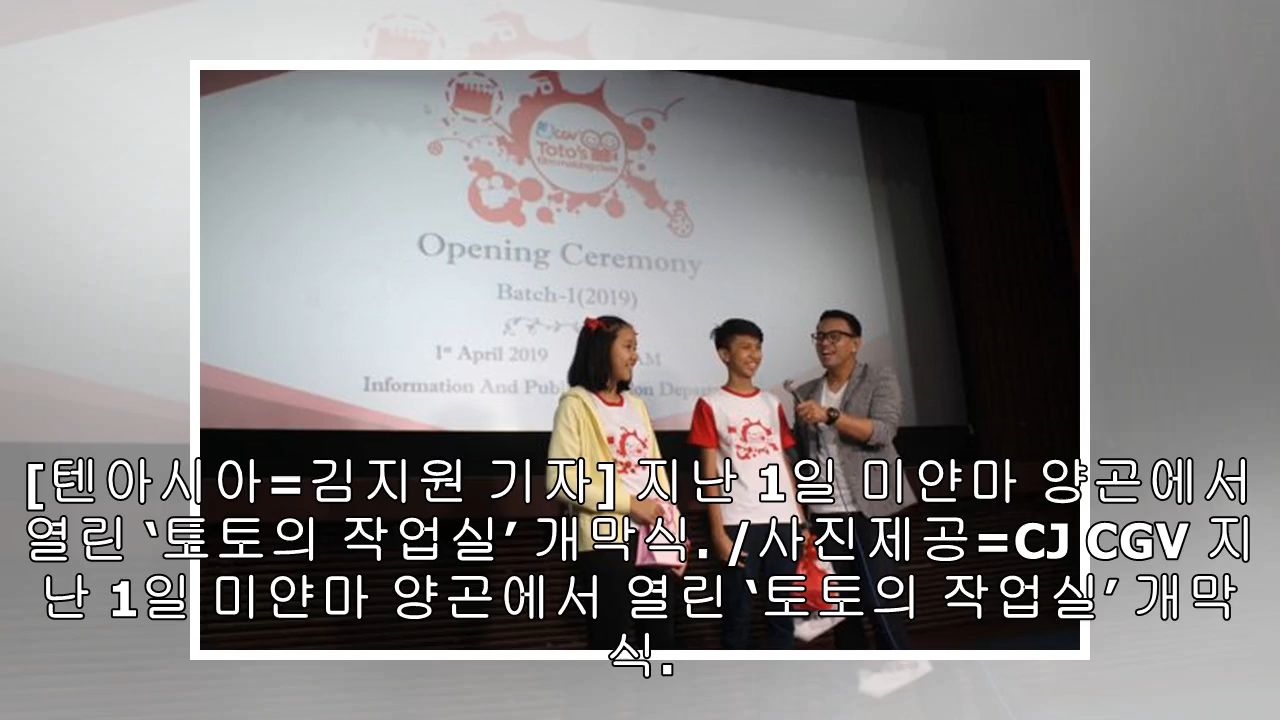 CGV
Toto's
Opening Ceremony
Batch-1(2019)
1st April 2019 AM
Information And
[텐아시아=김지원 기자] 지난 1일 미얀마 양곤에서
열린 ‘토토의 작업실’ 개막식. /사진제공=CJ CGV 지
난 1일 미얀마 양곤에서 열린 ‘토토의 작업실’ 개막
식.